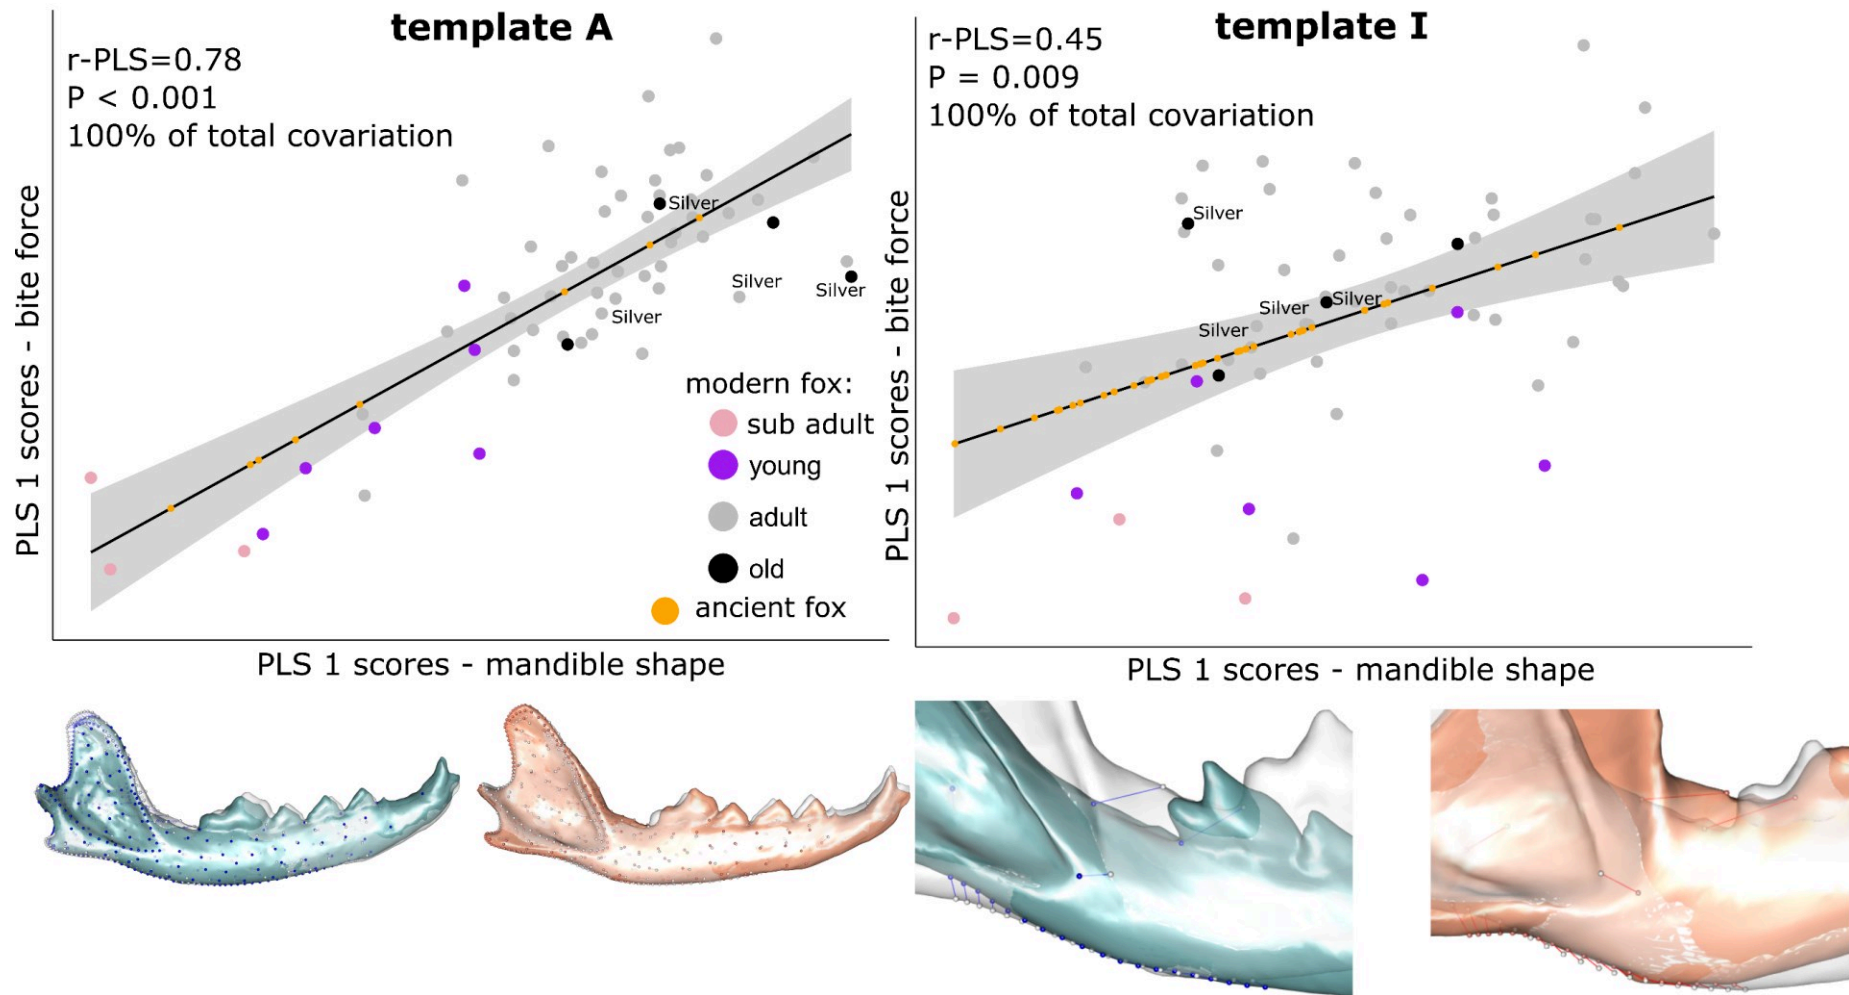 template A
r-PLS=0.78
P < 0.001
100% of total covariation
PLS 1 scores - bite force
Silver
Silver
Silver
Silver
modern fox:
sub adult
young
adult
old
ancient fox
PLS 1 scores - mandible shape
template I
r-PLS=0.45
P = 0.009
100% of total covariation
PLS 1 scores - bite force
Silver
Silver
Silver
Silver
PLS 1 scores - mandible shape